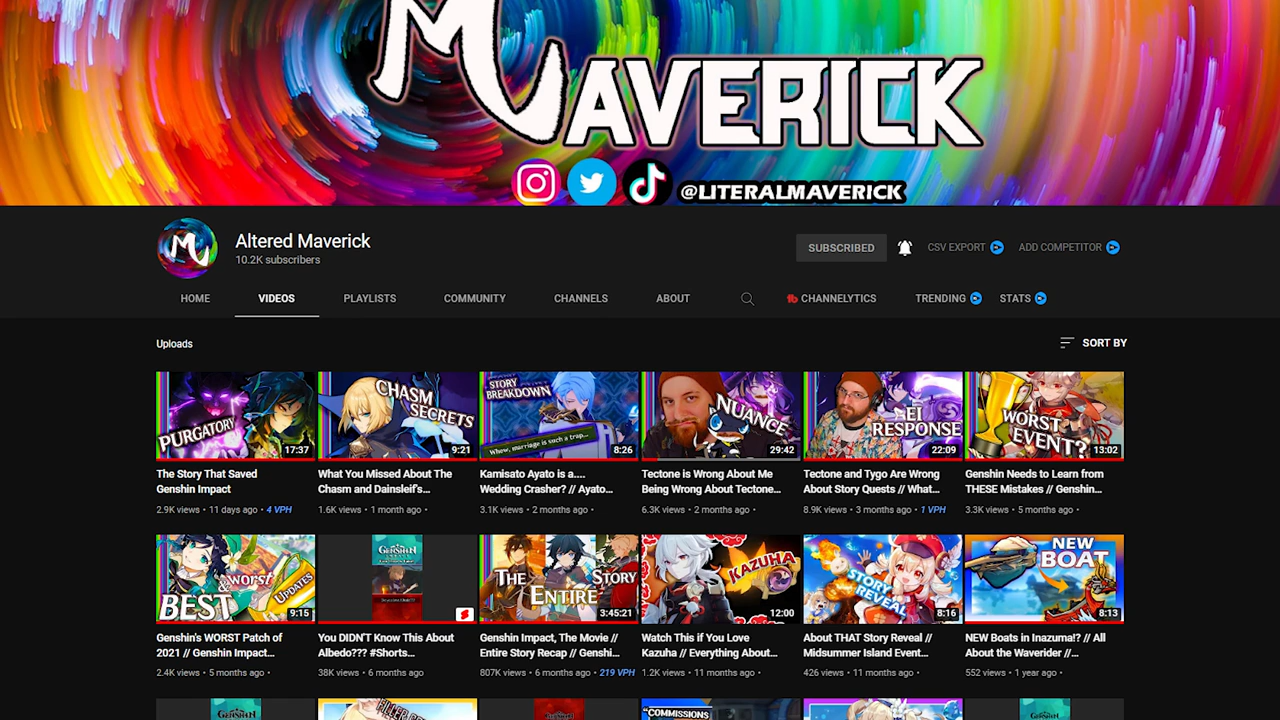 MAVERICK
@LITERALMAVERICK
M
Altered Maverick
10.2K subscribers
SUBSCRIBED
CSV EXPORT
ADD COMPETITOR
HOME
VIDEOS
PLAYLISTS
COMMUNITY
CHANNELS
ABOUT
CHANNELYTICS
TRENDING
STATS
Uploads
SORT BY
PURGATORY
17:37
CHASM
SECRETS
9:21
STORY
BREAKDOWN
Whew, marriage is such a trap...
8:26
NUANCE
29:42
EI
RESPONSE
22:09
WORST
EVENT?
13:02
The Story That Saved
Genshin Impact
2.9K views • 11 days ago • 4 VPH
What You Missed About The
Chasm and Dainsleif's...
1.6K views • 1 month ago •
Kamisato Ayato is a....
Wedding Crasher? // Ayato...
3.1K views • 2 months ago •
Tectone is Wrong About Me
Being Wrong About Tectone...
6.3K views • 2 months ago •
Tectone and Tygo Are Wrong
About Story Quests // What...
8.9K views • 3 months ago • 1 VPH
Genshin Needs to Learn from
THESE Mistakes // Genshin...
3.3K views • 5 months ago •
BEST
& WORST
UPDATES
9:15
GENSHIN
THE
ENTIRE
STORY
3:45:21
KAZUHA
12:00
STORY
REVEAL
8:16
NEW
BOAT
8:13
Genshin's WORST Patch of
2021 // Genshin Impact...
2.4K views • 5 months ago •
You DIDN'T Know This About
Albedo??? #Shorts...
38K views • 6 months ago
Genshin Impact, The Movie //
Entire Story Recap // Genshi...
807K views • 6 months ago • 219 VPH
Watch This if You Love
Kazuha // Everything About...
1.2K views • 11 months ago •
About THAT Story Reveal //
Midsummer Island Event...
426 views • 11 months ago •
NEW Boats in Inazuma!? // All
About the Waverider //...
552 views • 1 year ago •
GENSHIN
"COMMISSIONS
GENSHIN